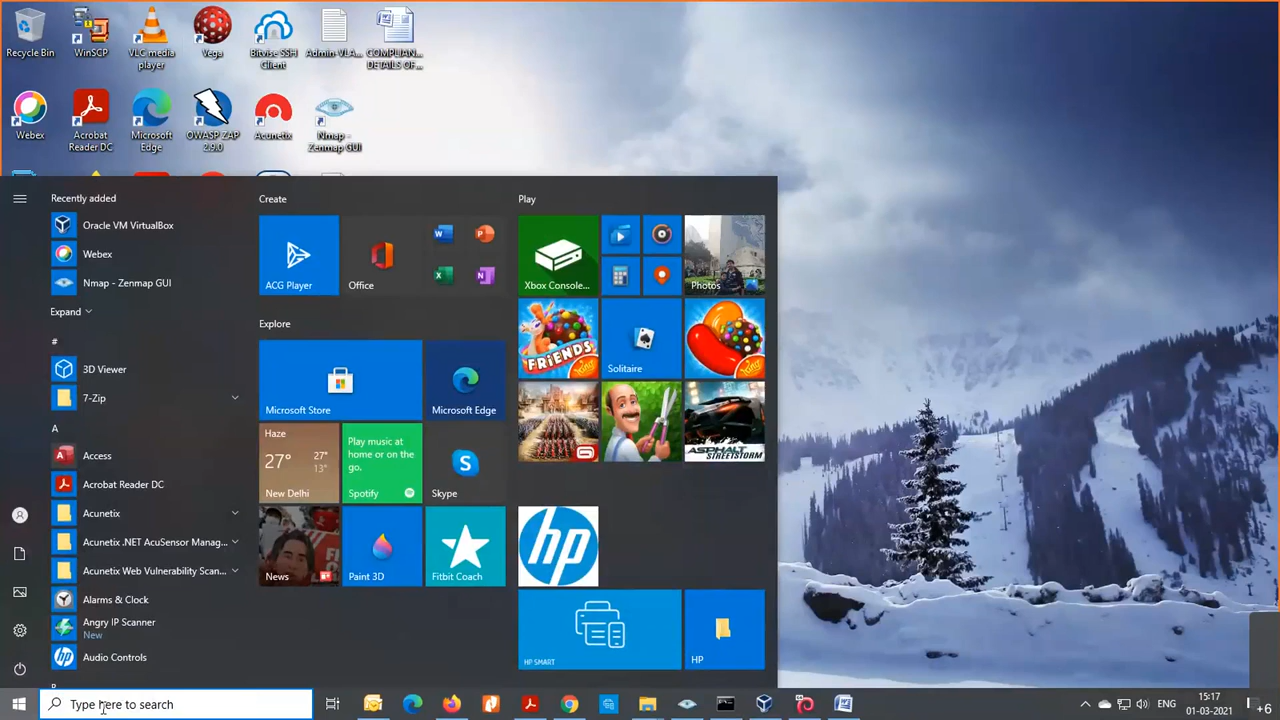 Recycle Bin
WinSCP
VLC media player
Vega
Bitvise SSH Client
Admin-VLA...
COMPLIAN... DETAILS OF...
Webex
Acrobat Reader DC
Microsoft Edge
OWASP ZAP 2.9.0
Acunetix
Nmap - Zenmap GUI
Recently added
Oracle VM VirtualBox
Webex
Nmap - Zenmap GUI
Expand
#
3D Viewer
7-Zip
A
Access
Acrobat Reader DC
Acunetix
Acunetix .NET AcuSensor Manag...
Acunetix Web Vulnerability Scan...
Alarms & Clock
Angry IP Scanner
New
Audio Controls
Create
ACG Player
Office
Explore
Microsoft Store
Microsoft Edge
Haze
27° 27°
13°
New Delhi
Play music at
home or on the
go.
Spotify
Skype
News
Paint 3D
Fitbit Coach
Play
Xbox Console...
Photos
FRIENDS
King
Solitaire
King
ASPHALT
STREETSTORM
hp
HP SMART
HP
Type here to search
ENG
15:17
01-03-2021
+6